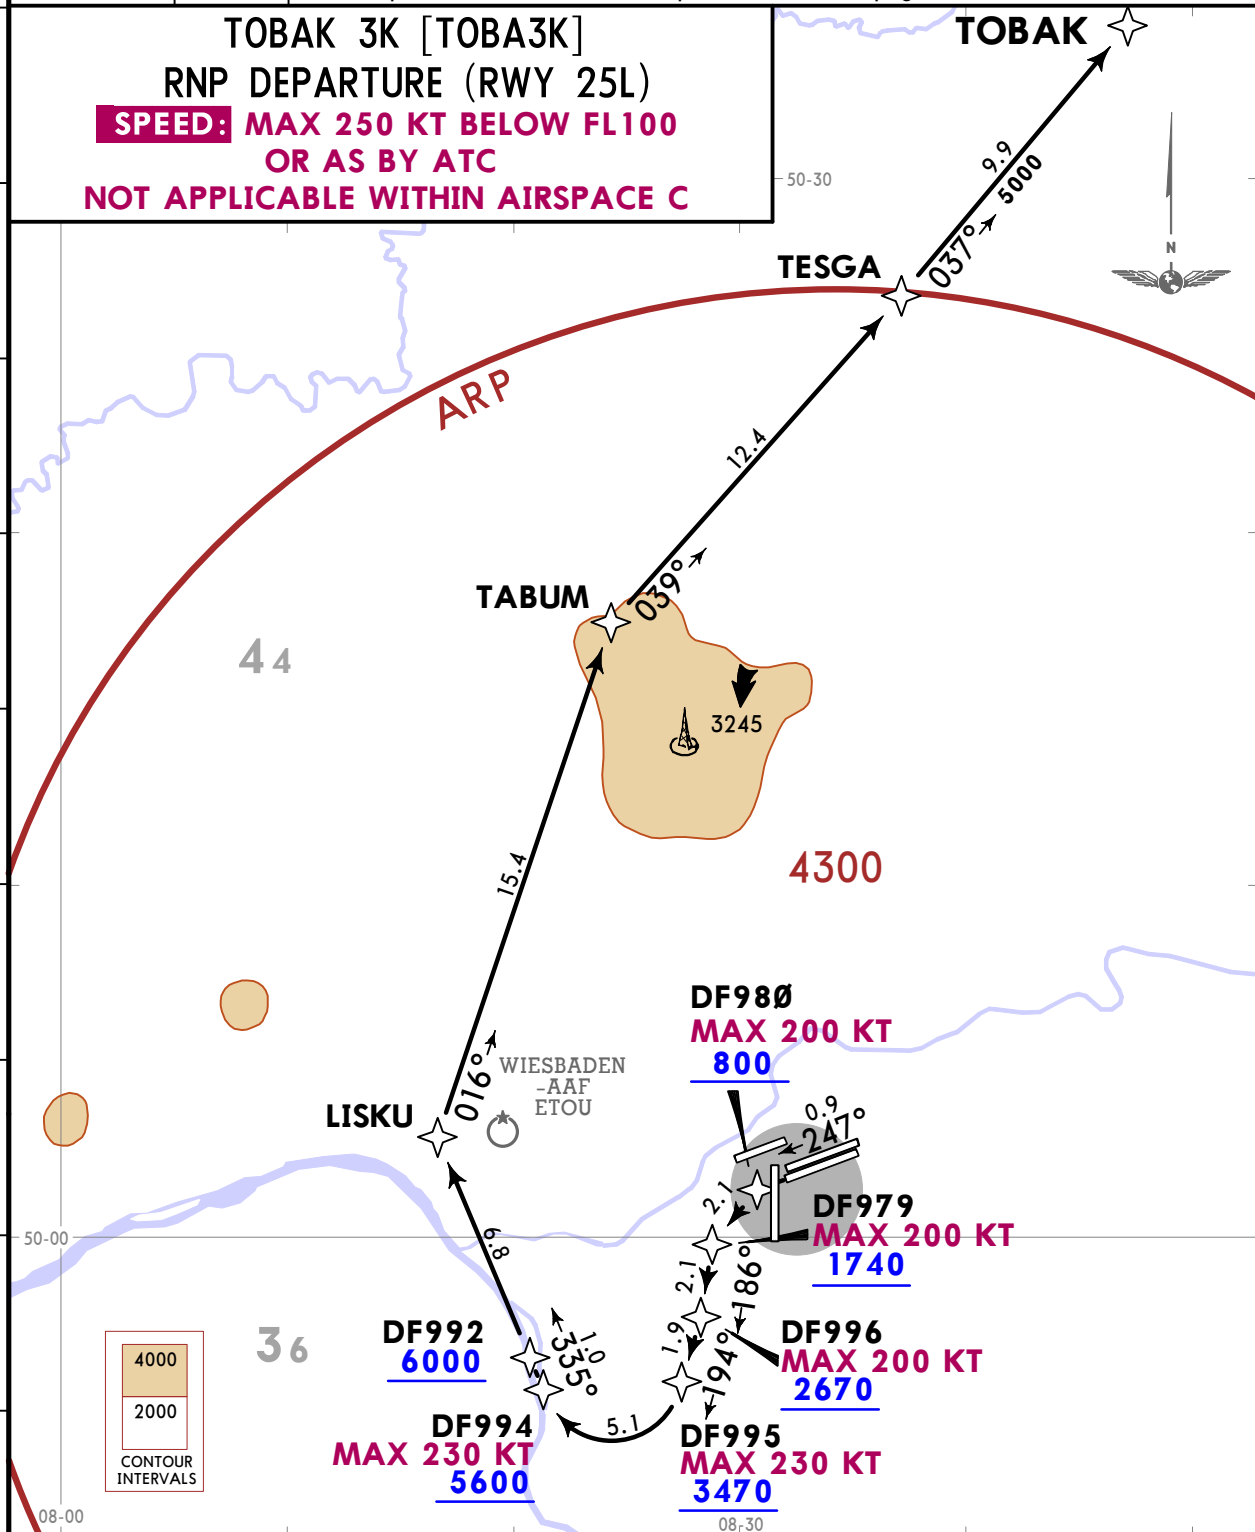 TOBAK 3K [TOBA3K]
RNP DEPARTURE (RWY 25L)
SPEED: MAX 250 KT BELOW FL100
OR AS BY ATC
NOT APPLICABLE WITHIN AIRSPACE C
TOBAK
50-30
9.9
5000
037°
N
TESGA
ARP
12.4
039°
TABUM
44
3245
4300
15.4
DF98Ø
MAX 200 KT
800
016°
WIESBADEN
-AAF
ETOU
LISKU
0.9
247°
2.1
DF979
MAX 200 KT
1740
50-00
6.8
2.1
186°
1.9
DF996
MAX 200 KT
2670
194°
36
DF992
6000
1.0
335°
DF994
MAX 230 KT
5600
5.1
DF995
MAX 230 KT
3470
4000
2000
CONTOUR
INTERVALS
08-00
08-30